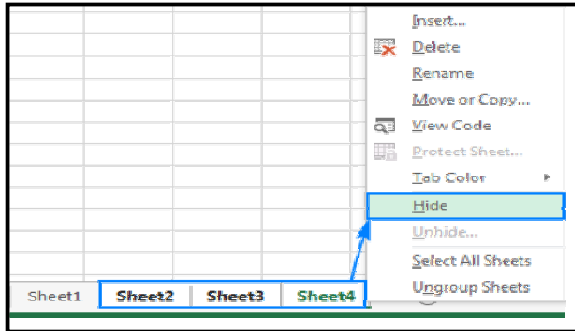 Insert...
Delete
Rename
Move or Copy...
View Code
Protect Sheet...
Tab Color
Hide
Unhide...
Select All Sheets
Ungroup Sheets
Sheet1 Sheet2 Sheet3 Sheet4